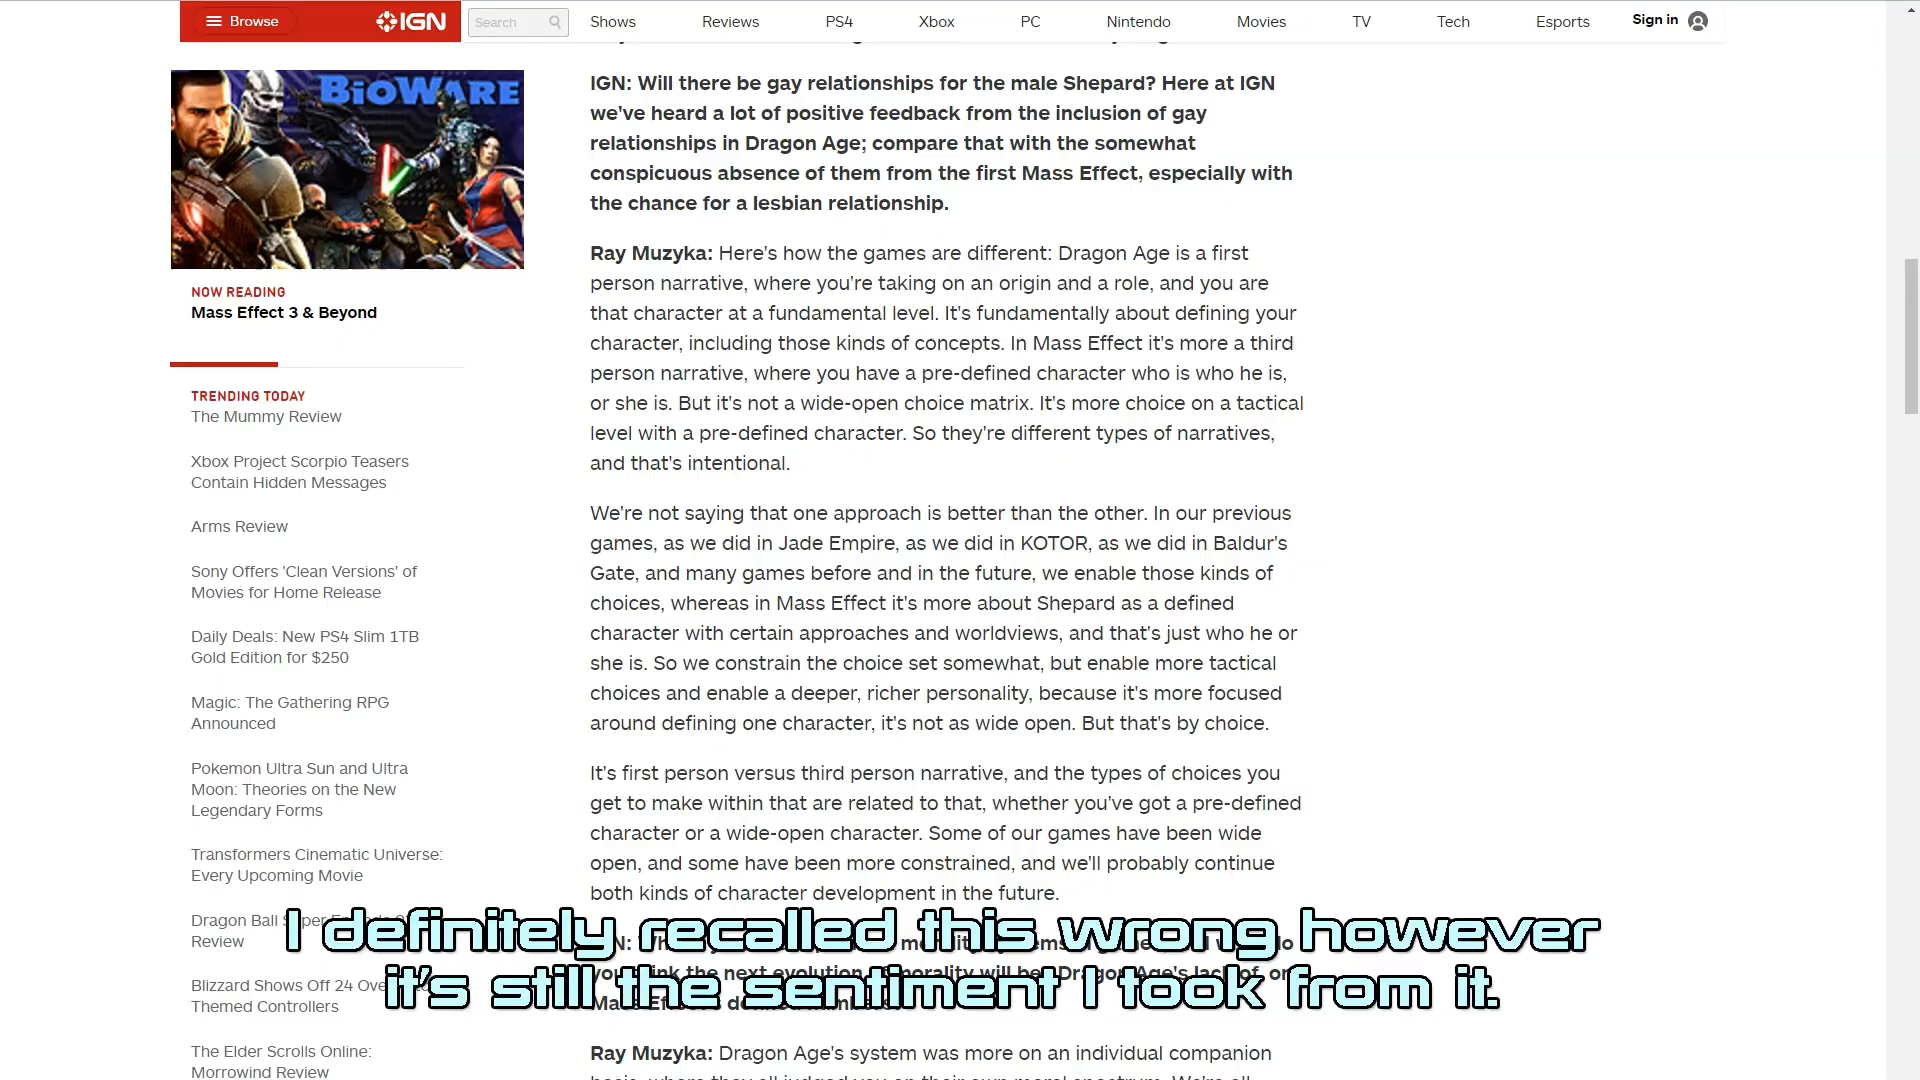 Browse
IGN
Search
Shows
Reviews
PS4
Xbox
PC
Nintendo
Movies
TV
Tech
Esports
Sign in
BIOWARE
NOW READING
Mass Effect 3 & Beyond
TRENDING TODAY
The Mummy Review
Xbox Project Scorpio Teasers
Contain Hidden Messages
Arms Review
Sony Offers 'Clean Versions' of
Movies for Home Release
Daily Deals: New PS4 Slim 1TB
Gold Edition for $250
Magic: The Gathering RPG
Announced
Pokemon Ultra Sun and Ultra
Moon: Theories on the New
Legendary Forms
Transformers Cinematic Universe:
Every Upcoming Movie
Dragon Ball
Review
Blizzard Shows Off 24
Themed Controllers
The Elder Scrolls Online:
Morrowind Review
IGN: Will there be gay relationships for the male Shepard? Here at IGN
we've heard a lot of positive feedback from the inclusion of gay
relationships in Dragon Age; compare that with the somewhat
conspicuous absence of them from the first Mass Effect, especially with
the chance for a lesbian relationship.
Ray Muzyka: Here's how the games are different: Dragon Age is a first
person narrative, where you're taking on an origin and a role, and you are
that character at a fundamental level. It's fundamentally about defining your
character, including those kinds of concepts. In Mass Effect it's more a third
person narrative, where you have a pre-defined character who is who he is,
or she is. But it's not a wide-open choice matrix. It's more choice on a tactical
level with a pre-defined character. So they're different types of narratives,
and that's intentional.
We're not saying that one approach is better than the other. In our previous
games, as we did in Jade Empire, as we did in KOTOR, as we did in Baldur's
Gate, and many games before and in the future, we enable those kinds of
choices, whereas in Mass Effect it's more about Shepard as a defined
character with certain approaches and worldviews, and that's just who he or
she is. So we constrain the choice set somewhat, but enable more tactical
choices and enable a deeper, richer personality, because it's more focused
around defining one character, it's not as wide open. But that's by choice.
It's first person versus third person narrative, and the types of choices you
get to make within that are related to that, whether you've got a pre-defined
character or a wide-open character. Some of our games have been wide
open, and some have been more constrained, and we'll probably continue
both kinds of character development in the future.
the next evolution morality will be Dragon Age's lack of, or
Ray Muzyka: Dragon Age's system was more on an individual companion
I definitely recalled this wrong however
it's still the sentiment I took from it.